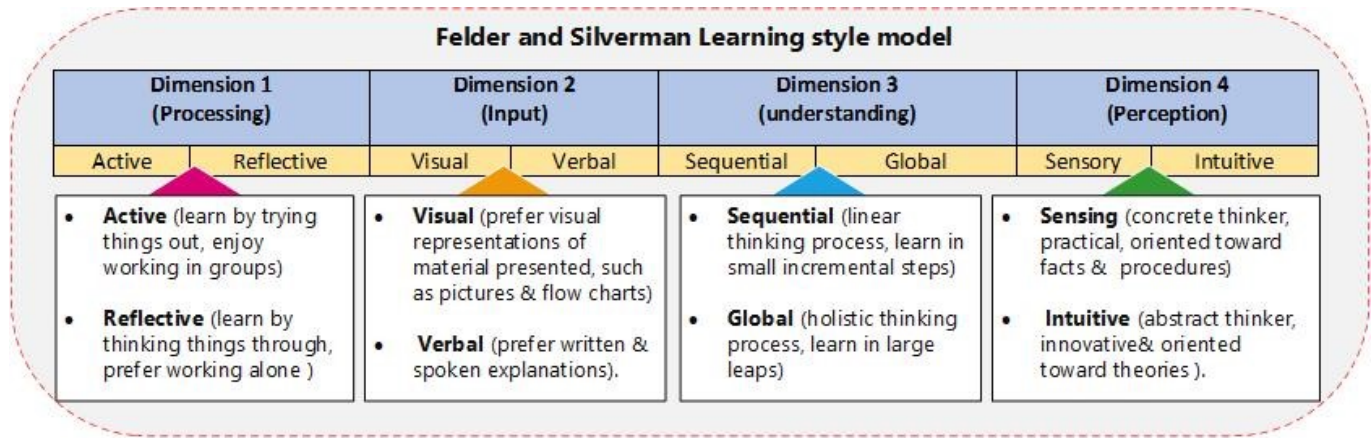 Felder and Silverman Learning style model
Dimension 1
(Processing)
Dimension 2
(Input)
Dimension 3
(understanding)
Dimension 4
(Perception)
Active Reflective Visual Verbal Sequential Global Sensory Intuitive
• Active (learn by trying
things out, enjoy
working in groups)
• Reflective (learn by
thinking things through,
prefer working alone )
• Visual (prefer visual
representations of
material presented, such
as pictures & flow charts)
• Verbal (prefer written &
spoken explanations).
• Sequential (linear
thinking process, learn in
small incremental steps)
• Global (holistic thinking
process, learn in large
leaps)
• Sensing (concrete thinker,
practical, oriented toward
facts & procedures)
• Intuitive (abstract thinker,
innovative& oriented
toward theories ).